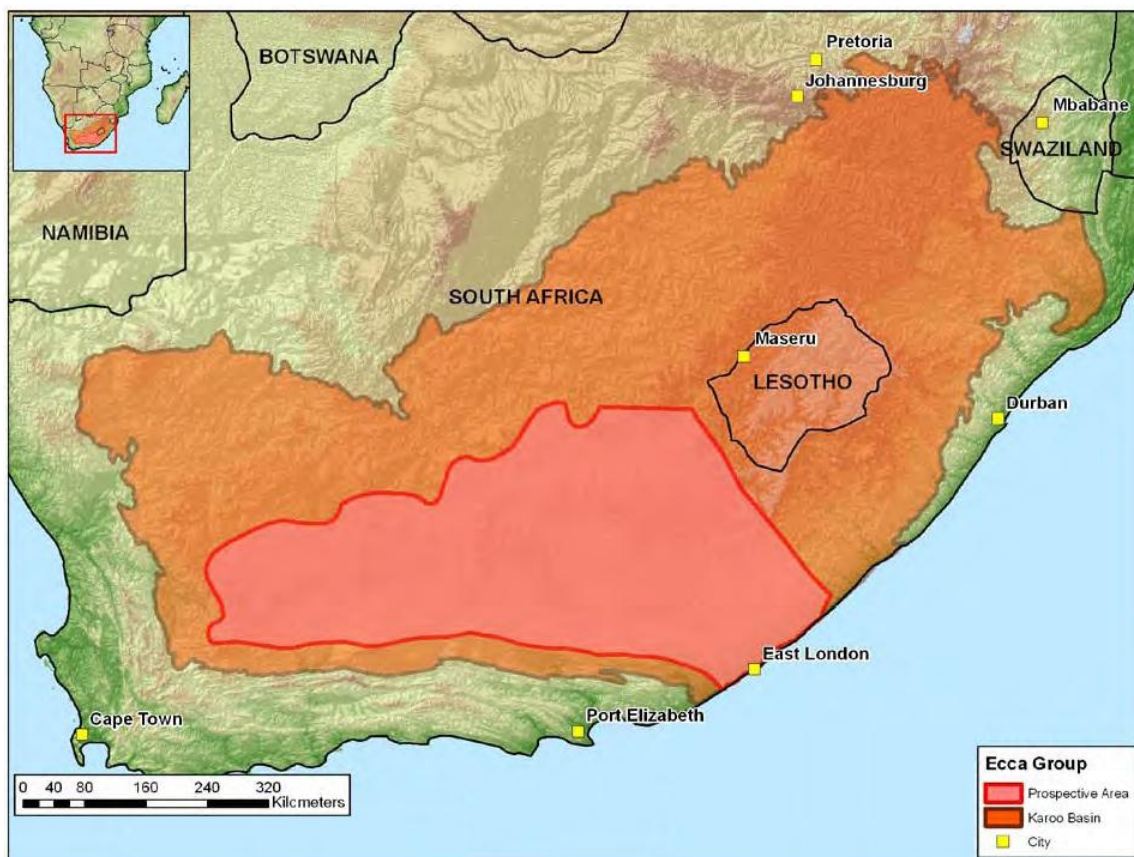 BOTSWANA
Pretoria
Johannesburg
Mbabane
SWAZILAND
NAMIBIA
SOUTH AFRICA
Maseru
LESOTHO
Durban
East London
Cape Town
Port Elizabeth
0 40 80 160 240 320
Kilcmeters
Ecca Group
Prospective Area
Karoo Basin
City